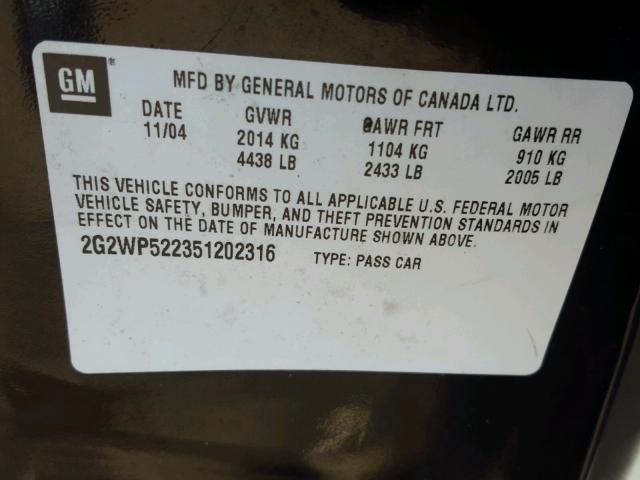 GM®
MFD BY GENERAL MOTORS OF CANADA LTD.
DATE GVWR GAWR FRT GAWR RR
11/04 2014 KG 1104 KG 910 KG
4438 LB 2433 LB 2005 LB
THIS VEHICLE CONFORMS TO ALL APPLICABLE U.S. FEDERAL MOTOR
VEHICLE SAFETY, BUMPER, AND THEFT PREVENTION STANDARDS IN
EFFECT ON THE DATE OF MANUFACTURE SHOWN ABOVE.
2G2WP522351202316 TYPE: PASS CAR